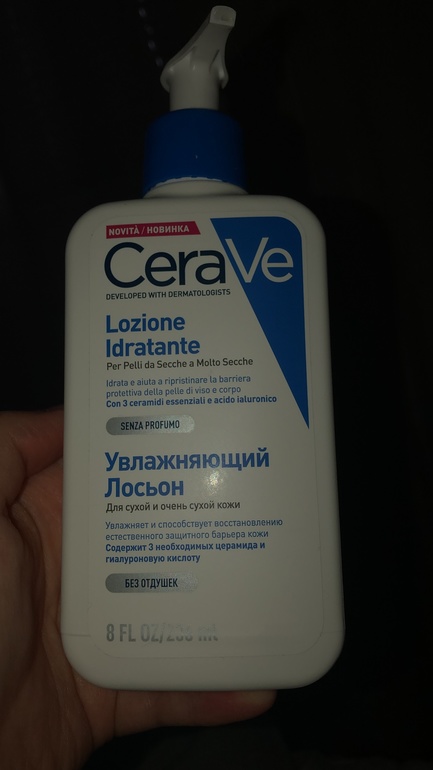 NOVITÀ / НОВИНКА
CeraVe
DEVELOPED WITH DERMATOLOGISTS
Lozione
Idratante
Per Pelli da Secche a Molto Secche
Idrata e aiuta a ripristinare la barriera
protettiva della pelle di viso e corpo
Con 3 ceramidi essenziali e acido ialuronico
SENZA PROFUMO
Увлажняющий
Лосьон
Для сухой и очень сухой кожи
Увлажняет и способствует восстановлению
естественного защитного барьера кожи
Содержит 3 необходимых церамида и
гиалуроновую кислоту
БЕЗ ОТДУШЕК
8 FL OZ/